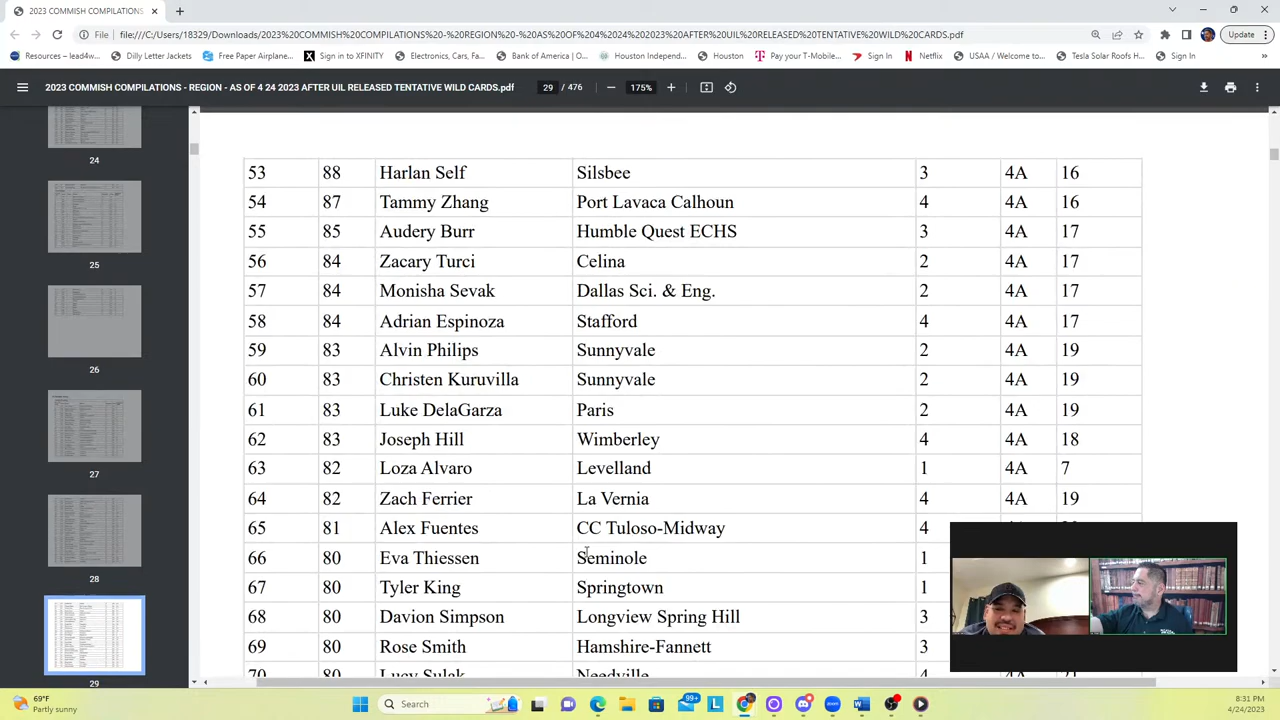 2023 COMMISH COMPILATIONS
File file:///C:/Users/18329/Downloads/2023%20COMMISH%20COMPILATIONS%20-%20REGION%20-%20AS%20OF%204%2024%202023%20AFTER%20UIL%20RELEASED%20TENTATIVE%20WILD%20CARDS.pdf Update
Resources – lead4w... Dilly Letter Jackets Free Paper Airplane... Sign in to XFINITY Electronics, Cars, Fa... Bank of America | O... Houston Independ... Pay your T-Mobile... Sign In Netflix USAA / Welcome to... Tesla Solar Roofs H... Sign In
2023 COMMISH COMPILATIONS - REGION - AS OF 4 24 2023 AFTER UIL RELEASED TENTATIVE WILD CARDS.pdf 29 / 476 175%
24
25
26
27
28
29
53 88 Harlan Self Silsbee 3 4A 16
54 87 Tammy Zhang Port Lavaca Calhoun 4 4A 16
55 85 Audery Burr Humble Quest ECHS 3 4A 17
56 84 Zacary Turci Celina 2 4A 17
57 84 Monisha Sevak Dallas Sci. & Eng. 2 4A 17
58 84 Adrian Espinoza Stafford 4 4A 17
59 83 Alvin Philips Sunnyvale 2 4A 19
60 83 Christen Kuruvilla Sunnyvale 2 4A 19
61 83 Luke DelaGarza Paris 2 4A 19
62 83 Joseph Hill Wimberley 4 4A 18
63 82 Loza Alvaro Levelland 1 4A 7
64 82 Zach Ferrier La Vernia 4 4A 19
65 81 Alex Fuentes CC Tuloso-Midway 4
66 80 Eva Thiessen Seminole 1
67 80 Tyler King Springtown 1
68 80 Davion Simpson Longview Spring Hill 3
69 80 Rose Smith Hamshire-Fannett 3
70 80 Lucy Sulak Needville 4 4A 21
69°F
Partly sunny
Search
99+
8:31 PM
4/24/2023